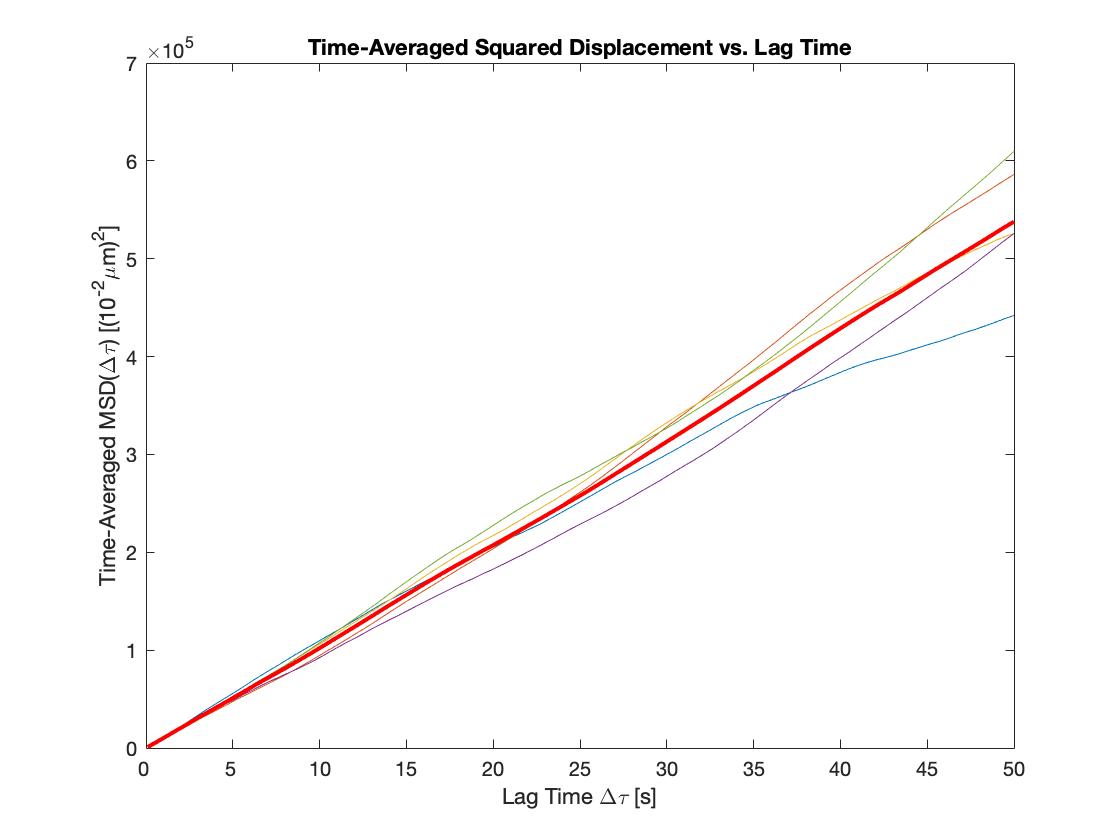 Time-Averaged Squared Displacement vs. Lag Time
×10^5
7
6
5
4
3
2
1
0
Time-Averaged MSD(Δτ) [(10^-2 μm)^2]
0 5 10 15 20 25 30 35 40 45 50
Lag Time Δτ [s]